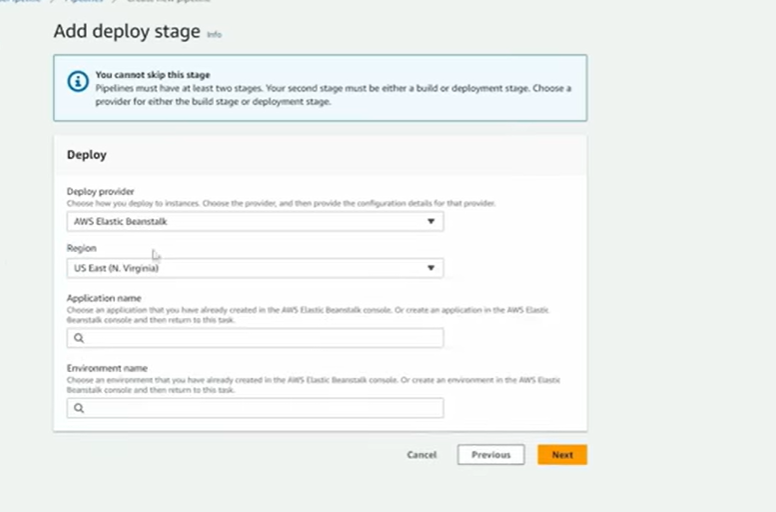 Pipelines
Create new pipeline
Add deploy stage Info
You cannot skip this stage
Pipelines must have at least two stages. Your second stage must be either a build or deployment stage. Choose a
provider for either the build stage or deployment stage.
Deploy
Deploy provider
Choose how you deploy to instances. Choose the provider, and then provide the configuration details for that provider.
AWS Elastic Beanstalk
Region
US East (N. Virginia)
Application name
Choose an application that you have already created in the AWS Elastic Beanstalk console. Or create an application in the AWS Elastic
Beanstalk console and then return to this task.
Environment name
Choose an environment that you have already created in the AWS Elastic Beanstalk console. Or create an environment in the AWS Elastic
Beanstalk console and then return to this task.
Cancel Previous Next